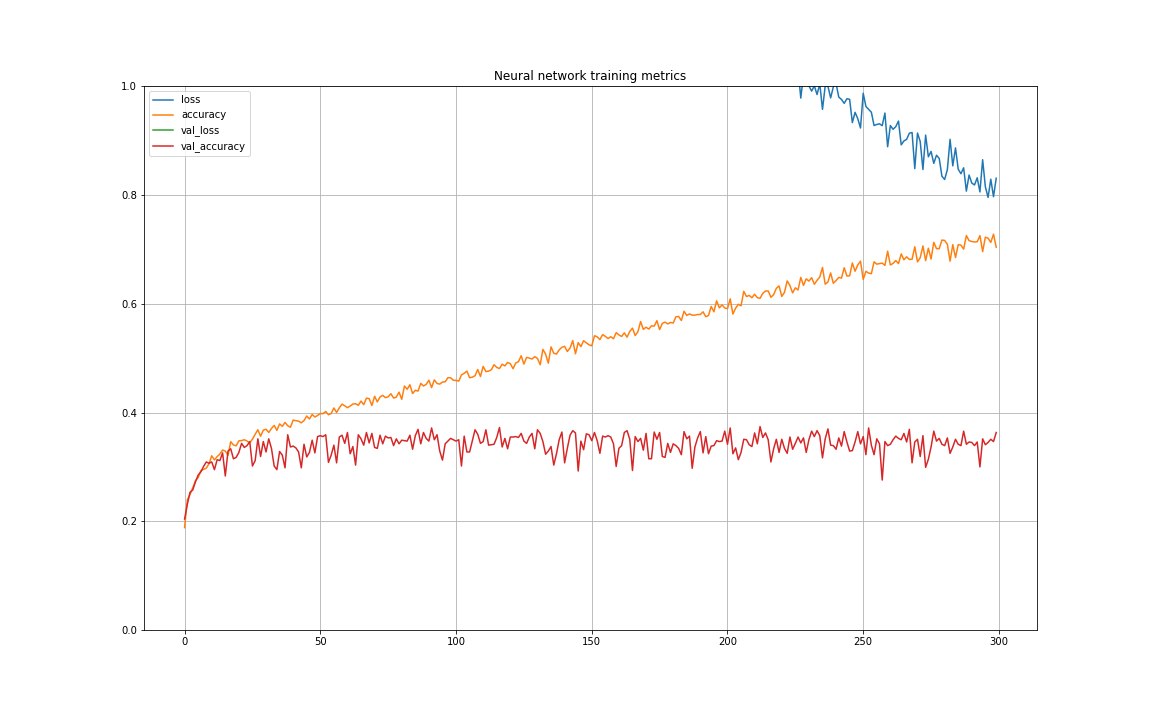 Neural network training metrics
1.0
loss
accuracy
val_loss
val_accuracy
0.8
0.6
0.4
0.2
0.0
0 50 100 150 200 250 300